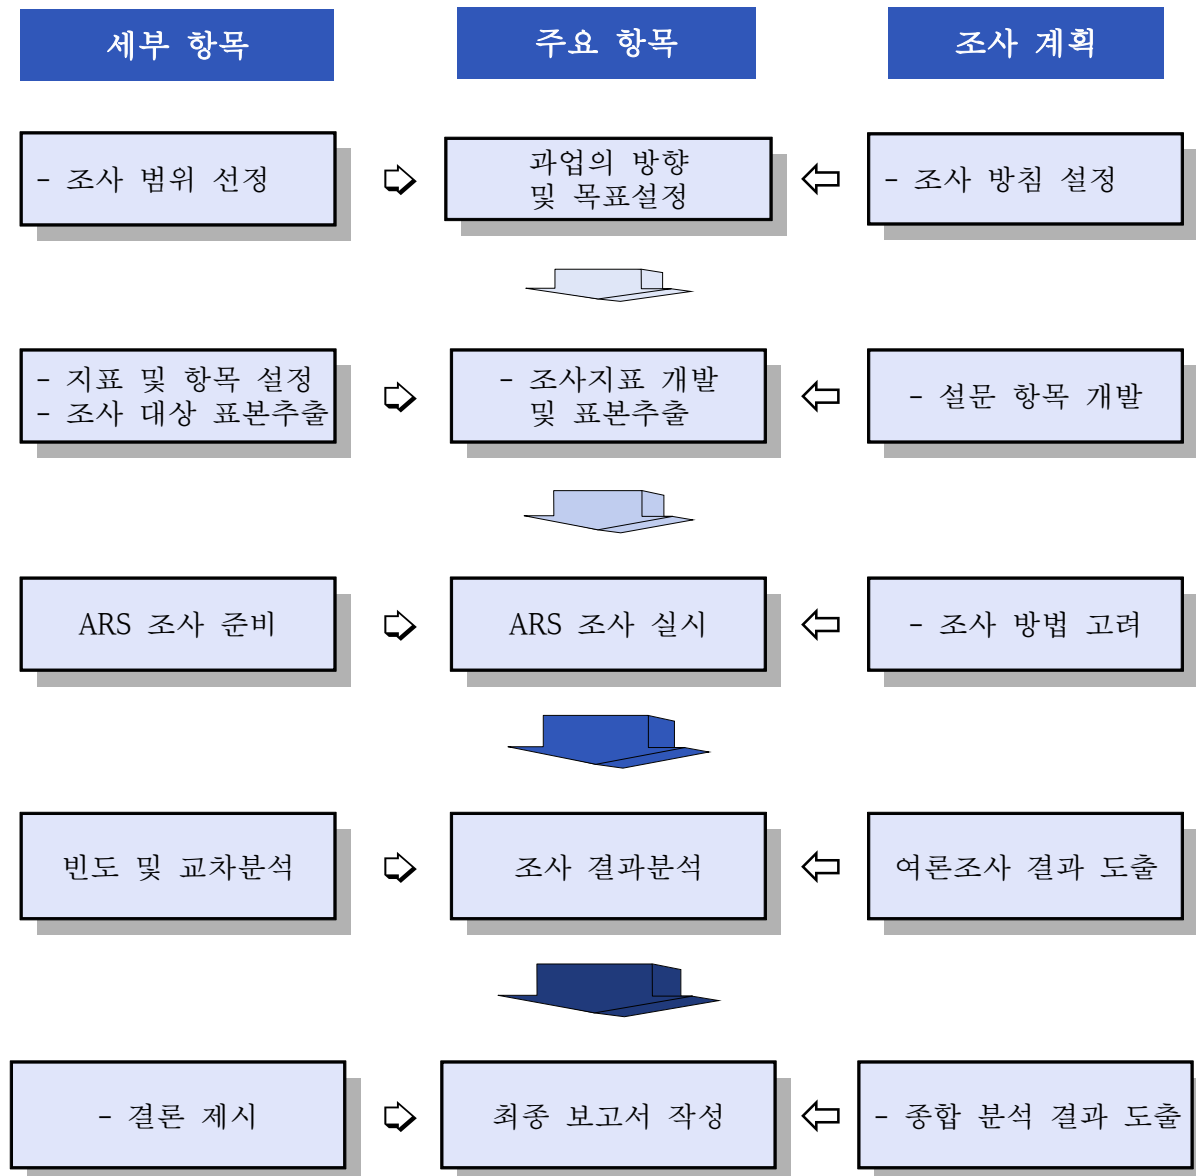 세부 항목
주요 항목
조사 계획
- 조사 범위 선정
과업의 방향
및 목표설정
- 조사 방침 설정
- 지표 및 항목 설정
- 조사 대상 표본추출
- 조사지표 개발
및 표본추출
- 설문 항목 개발
ARS 조사 준비
ARS 조사 실시
- 조사 방법 고려
빈도 및 교차분석
조사 결과분석
여론조사 결과 도출
- 결론 제시
최종 보고서 작성
- 종합 분석 결과 도출